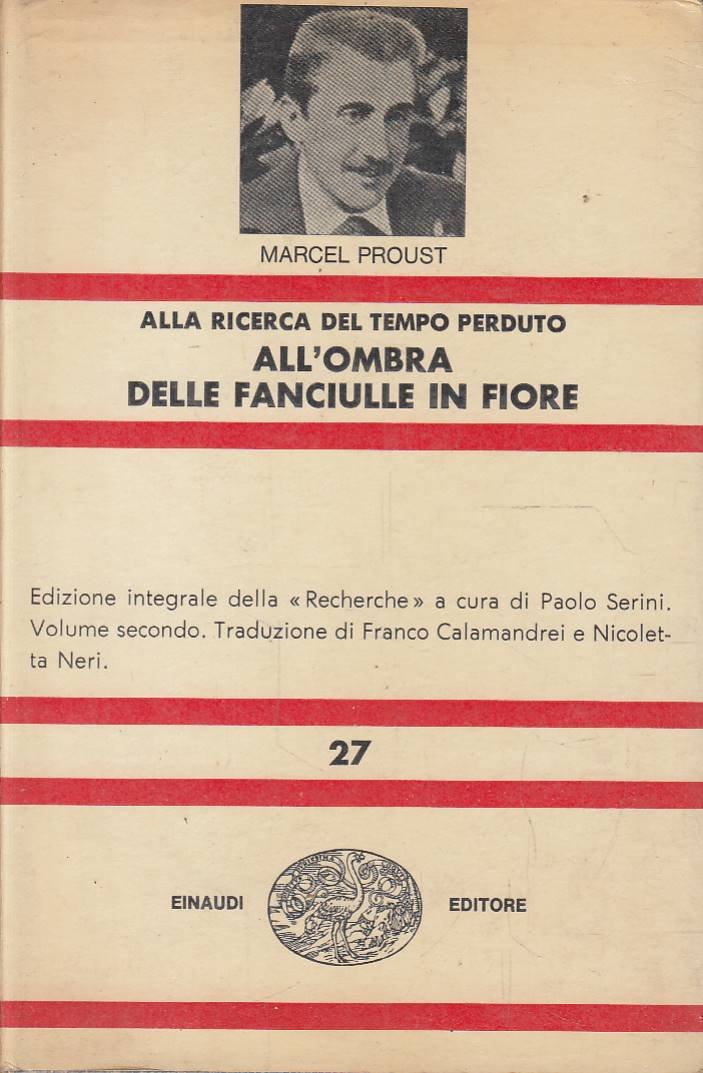 MARCEL PROUST
ALLA RICERCA DEL TEMPO PERDUTO
ALL'OMBRA
DELLE FANCIULLE IN FIORE
Edizione integrale della « Recherche » a cura di Paolo Serini.
Volume secondo. Traduzione di Franco Calamandrei e Nicolet-
ta Neri.
27
EINAUDI EDITORE